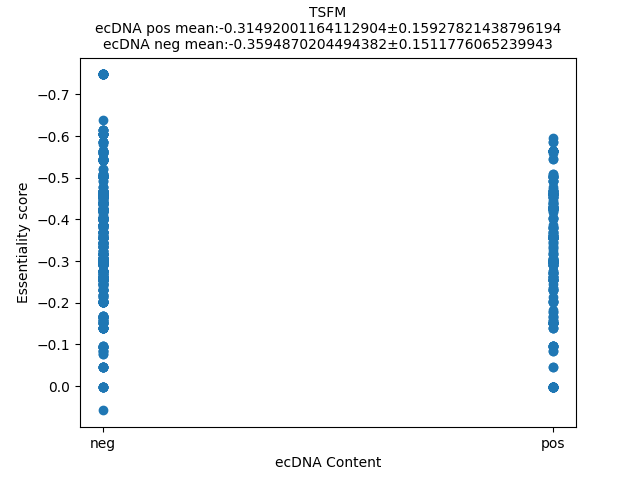 TSFM
ecDNA pos mean:-0.31492001164112904±0.15927821438796194
ecDNA neg mean:-0.3594870204494382±0.1511776065239943
−0.7
−0.6
−0.5
−0.4
−0.3
−0.2
−0.1
0.0
Essentiality score
neg
pos
ecDNA Content